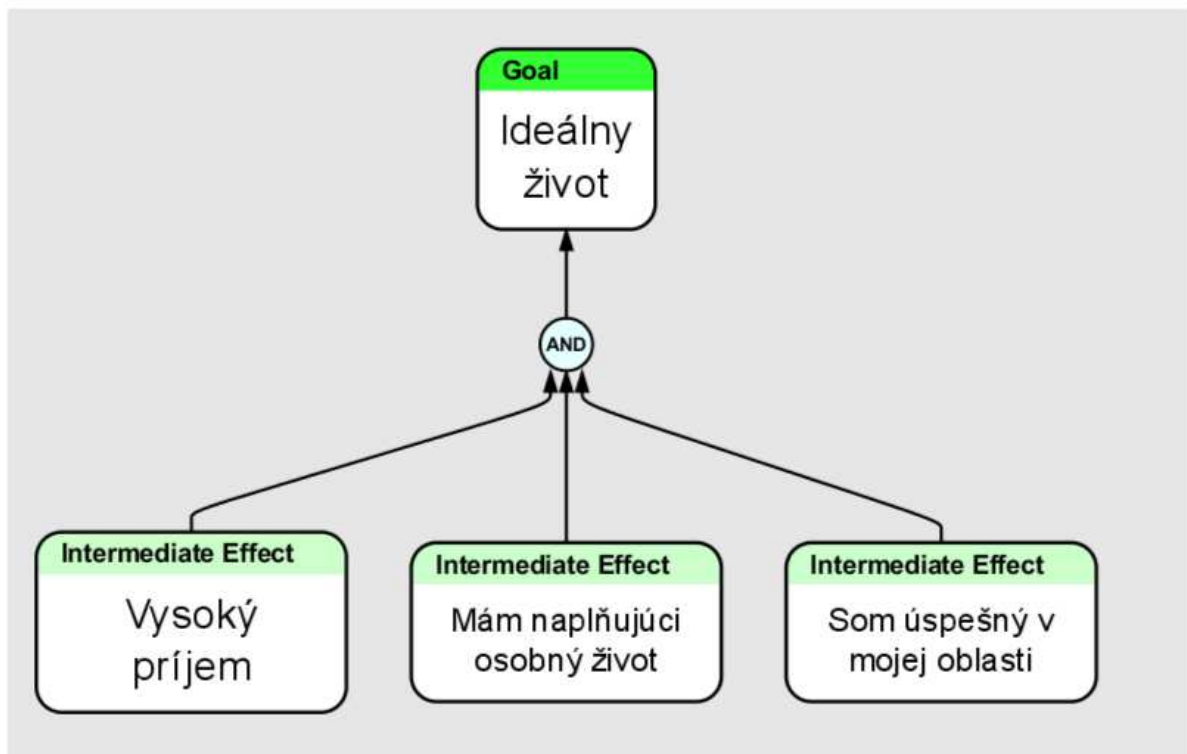 Goal
Ideálny
život
AND
Intermediate Effect
Vysoký
príjem
Intermediate Effect
Mám naplňujúci
osobný život
Intermediate Effect
Som úspešný v
mojej oblasti